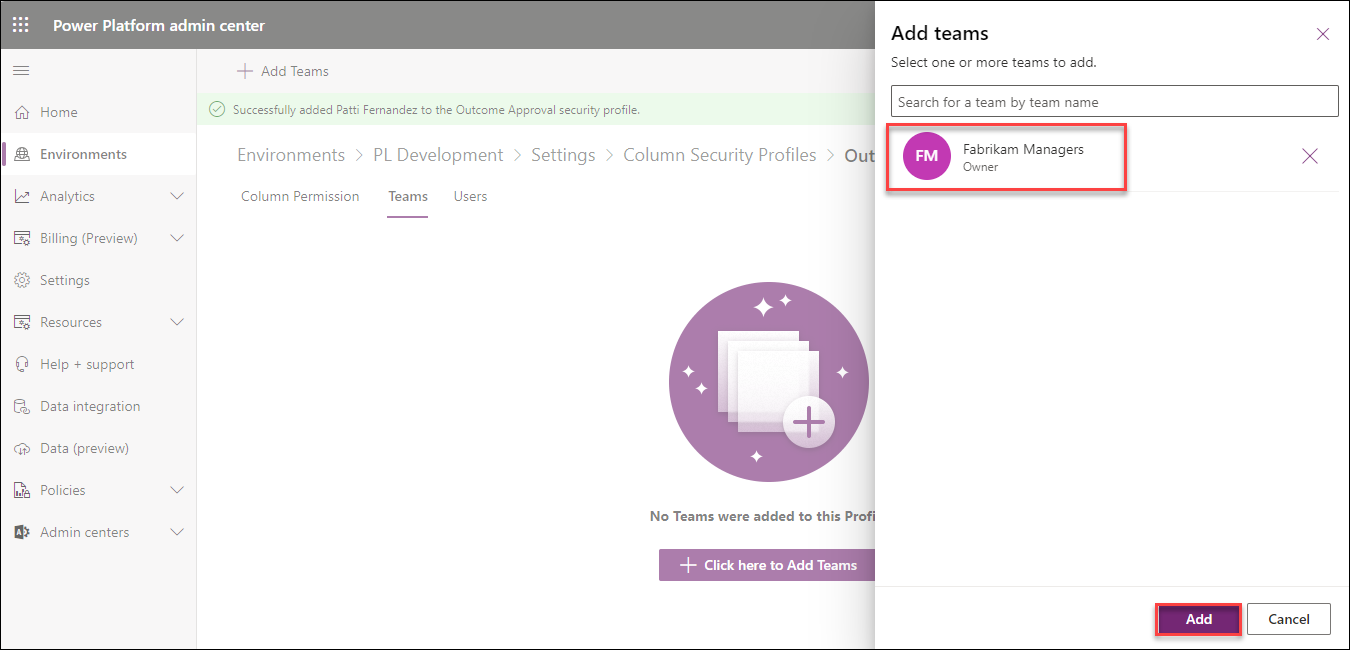 Power Platform admin center
Home
Environments
Analytics
Billing (Preview)
Settings
Resources
Help + support
Data integration
Data (preview)
Policies
Admin centers
Add Teams
Successfully added Patti Fernandez to the Outcome Approval security profile.
Environments > PL Development > Settings > Column Security Profiles > Out
Column Permission Teams Users
No Teams were added to this Profi
Click here to Add Teams
Add teams
Select one or more teams to add.
Search for a team by team name
FM
Fabrikam Managers
Owner
Add Cancel